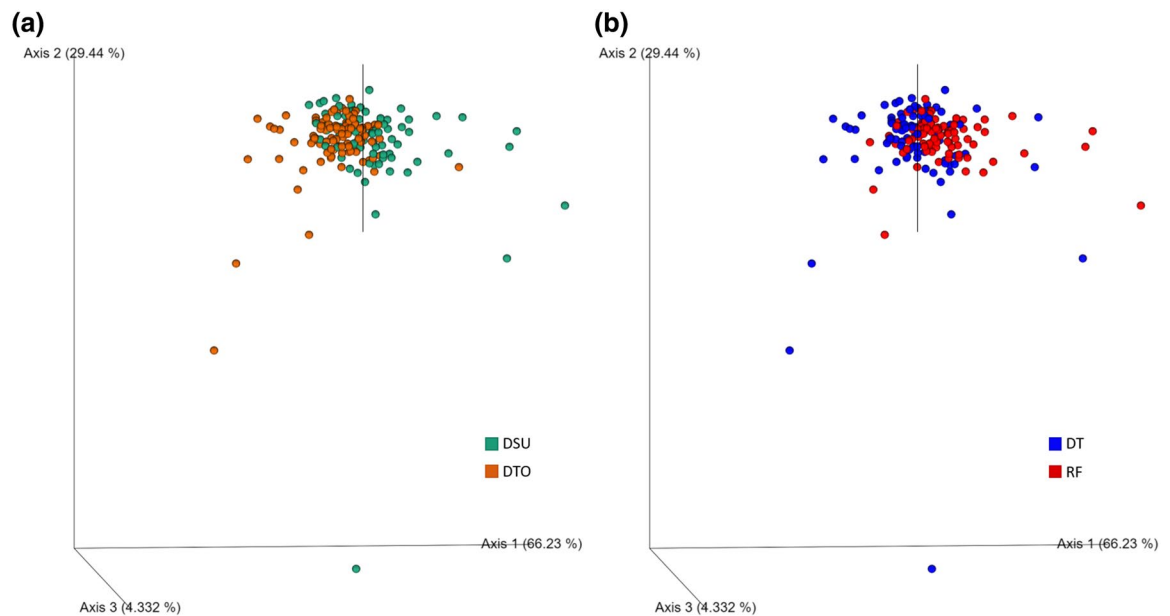 (a)
Axis 2 (29.44 %)
DSU
DTO
Axis 1 (66.23 %)
Axis 3 (4.332 %)
(b)
Axis 2 (29.44 %)
DT
RF
Axis 1 (66.23 %)
Axis 3 (4.332 %)